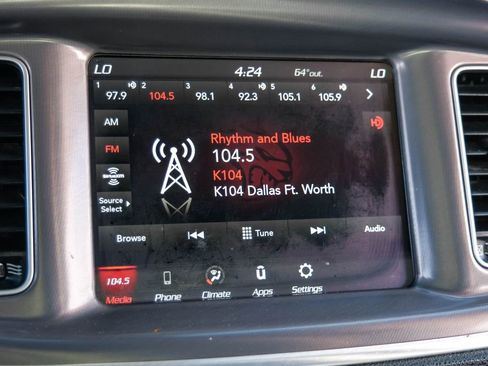 LO 4:24 64°out. LO
1 2 6 3 4 5
97.9 104.5 98.1 92.3 105.1 105.9
AM
FM
SiriusXM
Source
Select
Rhythm and Blues
104.5
K104
K104 Dallas Ft. Worth
Browse Tune Audio
104.5
Media Phone Climate Apps Settings